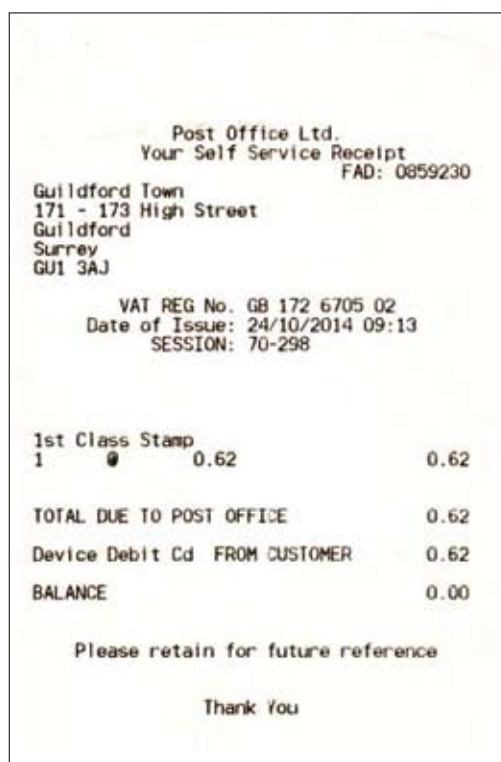 Post Office Ltd.
Your Self Service Receipt
FAD: 0859230
Guildford Town
171 - 173 High Street
Guildford
Surrey
GU1 3AJ
VAT REG No. GB 172 6705 02
Date of Issue: 24/10/2014 09:13
SESSION: 70-298
1st Class Stamp
1 @ 0.62 0.62
TOTAL DUE TO POST OFFICE 0.62
Device Debit Cd FROM CUSTOMER 0.62
BALANCE 0.00
Please retain for future reference
Thank You